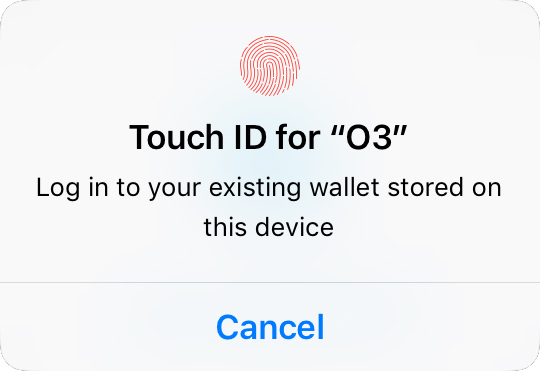 Touch ID for “O3”
Log in to your existing wallet stored on
this device
Cancel